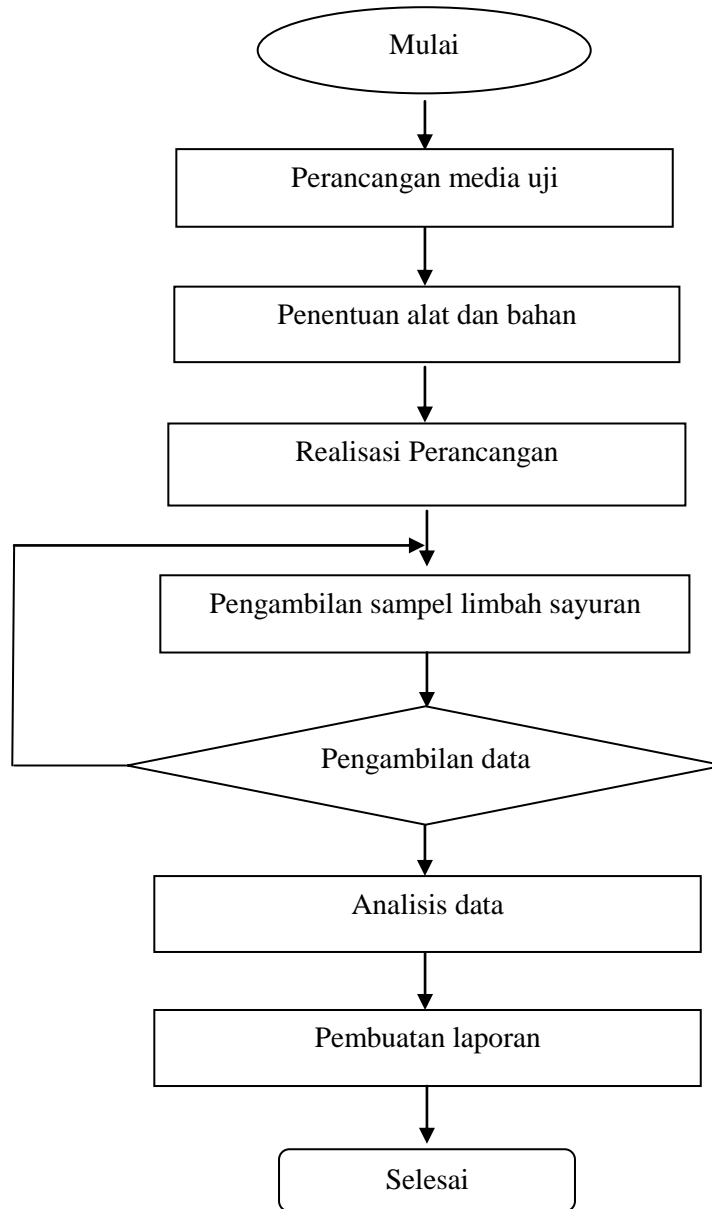 Mulai
Perancangan media uji
Penentuan alat dan bahan
Realisasi Perancangan
Pengambilan sampel limbah sayuran
Pengambilan data
Analisis data
Pembuatan laporan
Selesai